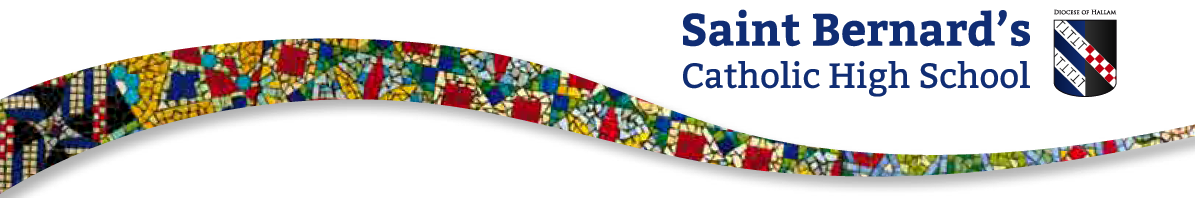 Saint Bernard's
Catholic High School
DIOCESE OF HALLAM